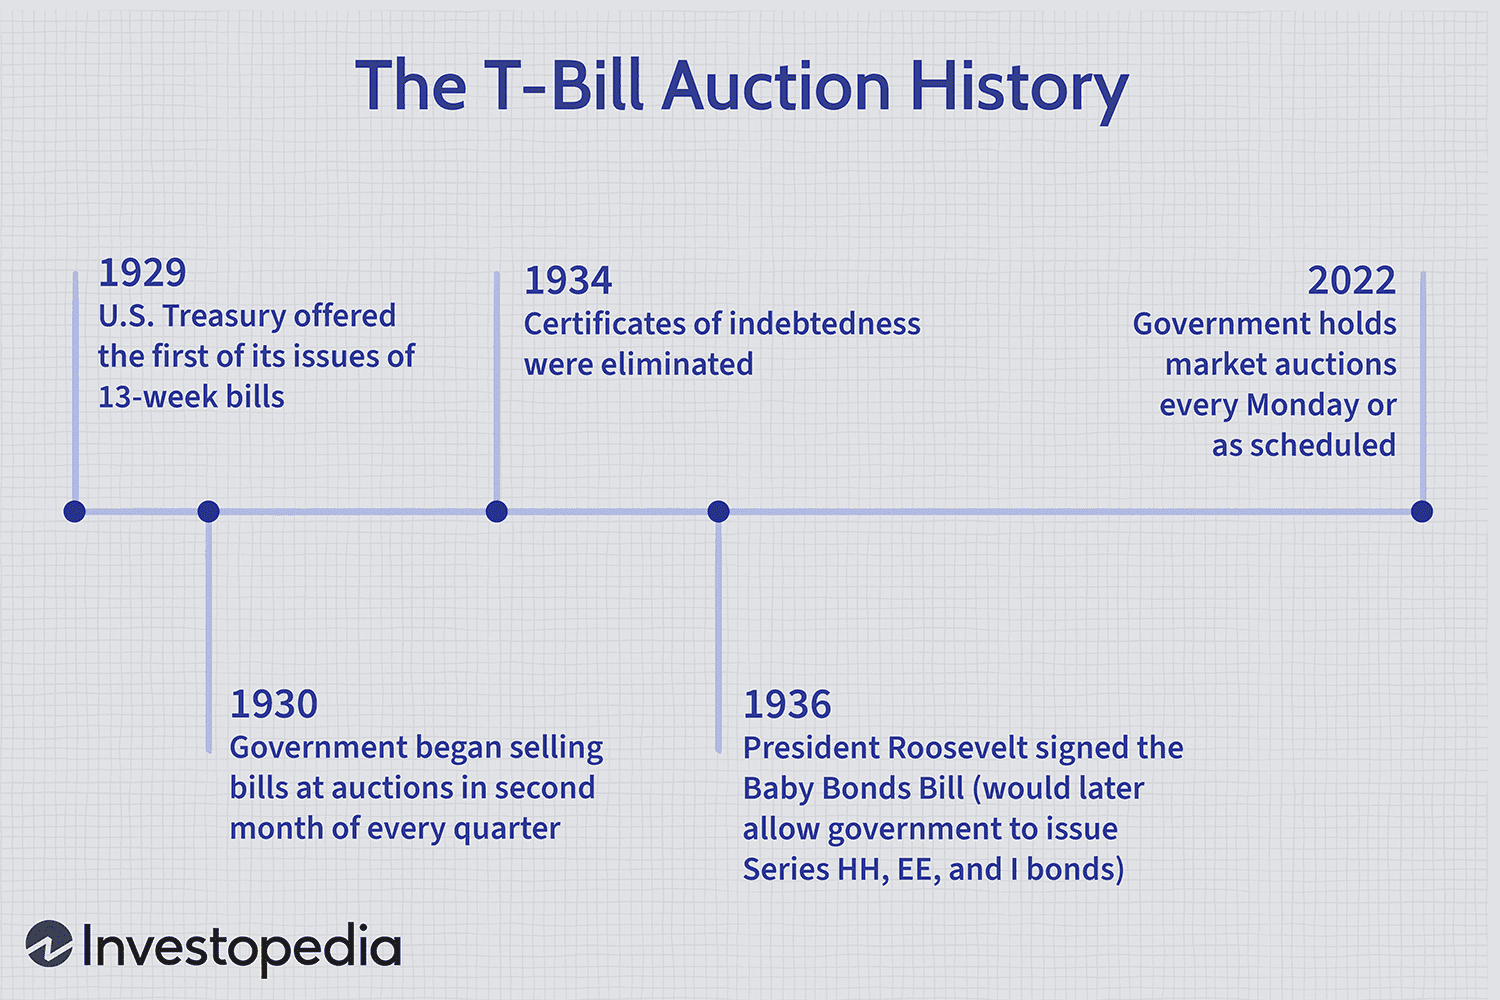 The T-Bill Auction History
1929
U.S. Treasury offered
the first of its issues of
13-week bills
1934
Certificates of indebtedness
were eliminated
2022
Government holds
market auctions
every Monday or
as scheduled
1930
Government began selling
bills at auctions in second
month of every quarter
1936
President Roosevelt signed the
Baby Bonds Bill (would later
allow government to issue
Series HH, EE, and I bonds)
Investopedia